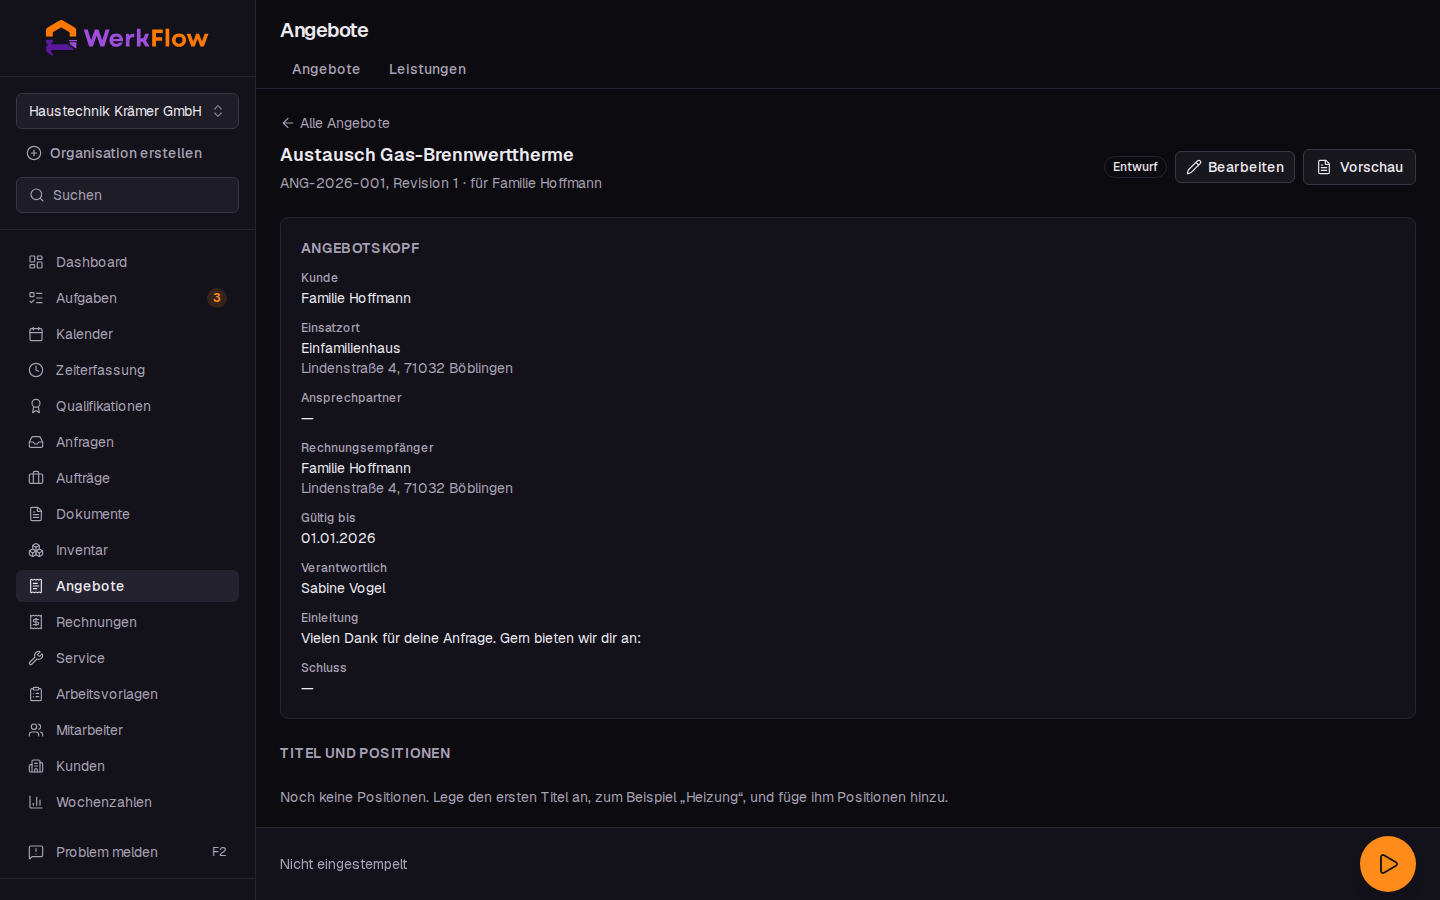 WerkFlow
Haustechnik Krämer GmbH
Organisation erstellen
Suchen
Dashboard
Aufgaben 3
Kalender
Zeiterfassung
Qualifikationen
Anfragen
Aufträge
Dokumente
Inventar
Angebote
Rechnungen
Service
Arbeitsvorlagen
Mitarbeiter
Kunden
Wochenzahlen
Problem melden F2
Angebote
Angebote Leistungen
Alle Angebote
Austausch Gas-Brennwerttherme
ANG-2026-001, Revision 1 · für Familie Hoffmann
Entwurf Bearbeiten Vorschau
ANGEBOTSKOPF
Kunde
Familie Hoffmann
Einsatzort
Einfamilienhaus
Lindenstraße 4, 71032 Böblingen
Ansprechpartner
—
Rechnungsempfänger
Familie Hoffmann
Lindenstraße 4, 71032 Böblingen
Gültig bis
01.01.2026
Verantwortlich
Sabine Vogel
Einleitung
Vielen Dank für deine Anfrage. Gern bieten wir dir an:
Schluss
—
TITEL UND POSITIONEN
Noch keine Positionen. Lege den ersten Titel an, zum Beispiel „Heizung“, und füge ihm Positionen hinzu.
Nicht eingestempelt